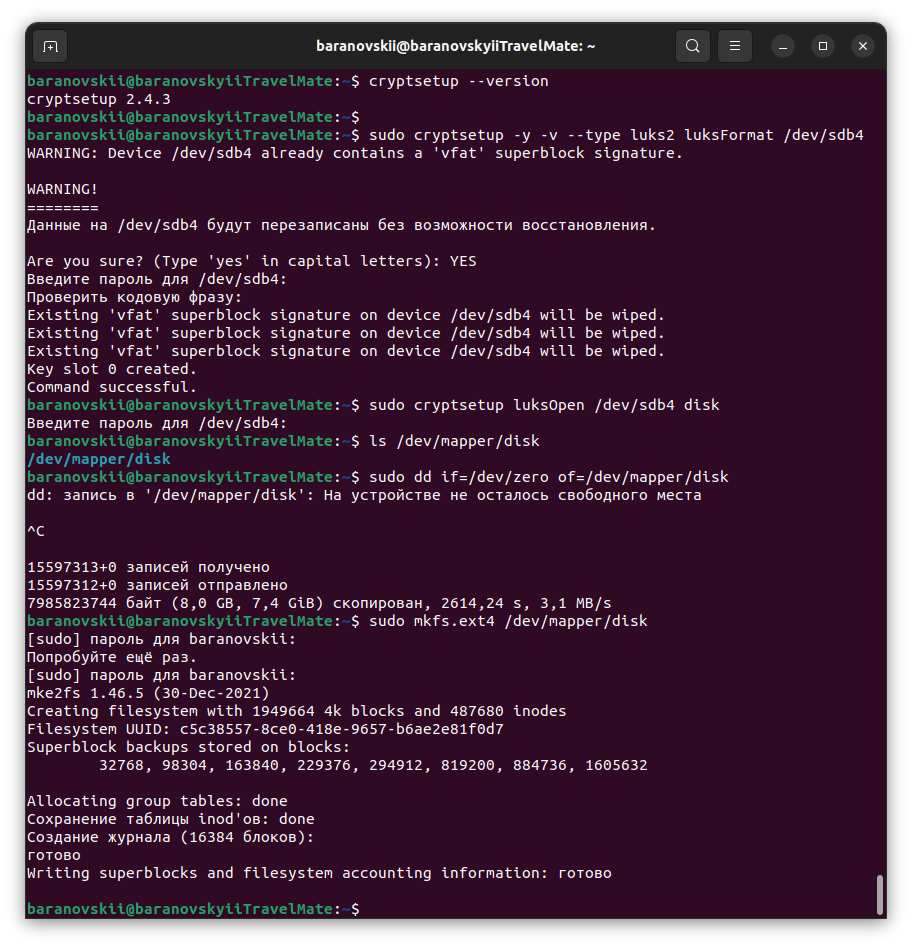 baranovskii@baranovskyiiTravelMate: ~
baranovskii@baranovskyiiTravelMate:~$ cryptsetup --version
cryptsetup 2.4.3
baranovskii@baranovskyiiTravelMate:~$
baranovskii@baranovskyiiTravelMate:~$ sudo cryptsetup -y -v --type luks2 luksFormat /dev/sdb4
WARNING: Device /dev/sdb4 already contains a 'vfat' superblock signature.

WARNING!
========
Данные на /dev/sdb4 будут перезаписаны без возможности восстановления.

Are you sure? (Type 'yes' in capital letters): YES
Введите пароль для /dev/sdb4:
Проверить кодовую фразу:
Existing 'vfat' superblock signature on device /dev/sdb4 will be wiped.
Existing 'vfat' superblock signature on device /dev/sdb4 will be wiped.
Existing 'vfat' superblock signature on device /dev/sdb4 will be wiped.
Key slot 0 created.
Command successful.
baranovskii@baranovskyiiTravelMate:~$ sudo cryptsetup luksOpen /dev/sdb4 disk
Введите пароль для /dev/sdb4:
baranovskii@baranovskyiiTravelMate:~$ ls /dev/mapper/disk
/dev/mapper/disk
baranovskii@baranovskyiiTravelMate:~$ sudo dd if=/dev/zero of=/dev/mapper/disk
dd: запись в '/dev/mapper/disk': На устройстве не осталось свободного места

^C

15597313+0 записей получено
15597312+0 записей отправлено
7985823744 байт (8,0 GB, 7,4 GiB) скопирован, 2614,24 s, 3,1 MB/s
baranovskii@baranovskyiiTravelMate:~$ sudo mkfs.ext4 /dev/mapper/disk
[sudo] пароль для baranovskii:
Попробуйте ещё раз.
[sudo] пароль для baranovskii:
mke2fs 1.46.5 (30-Dec-2021)
Creating filesystem with 1949664 4k blocks and 487680 inodes
Filesystem UUID: c5c38557-8ce0-418e-9657-b6ae2e81f0d7
Superblock backups stored on blocks:
32768, 98304, 163840, 229376, 294912, 819200, 884736, 1605632

Allocating group tables: done
Сохранение таблицы inod'ов: done
Создание журнала (16384 блоков):
готово
Writing superblocks and filesystem accounting information: готово

baranovskii@baranovskyiiTravelMate:~$